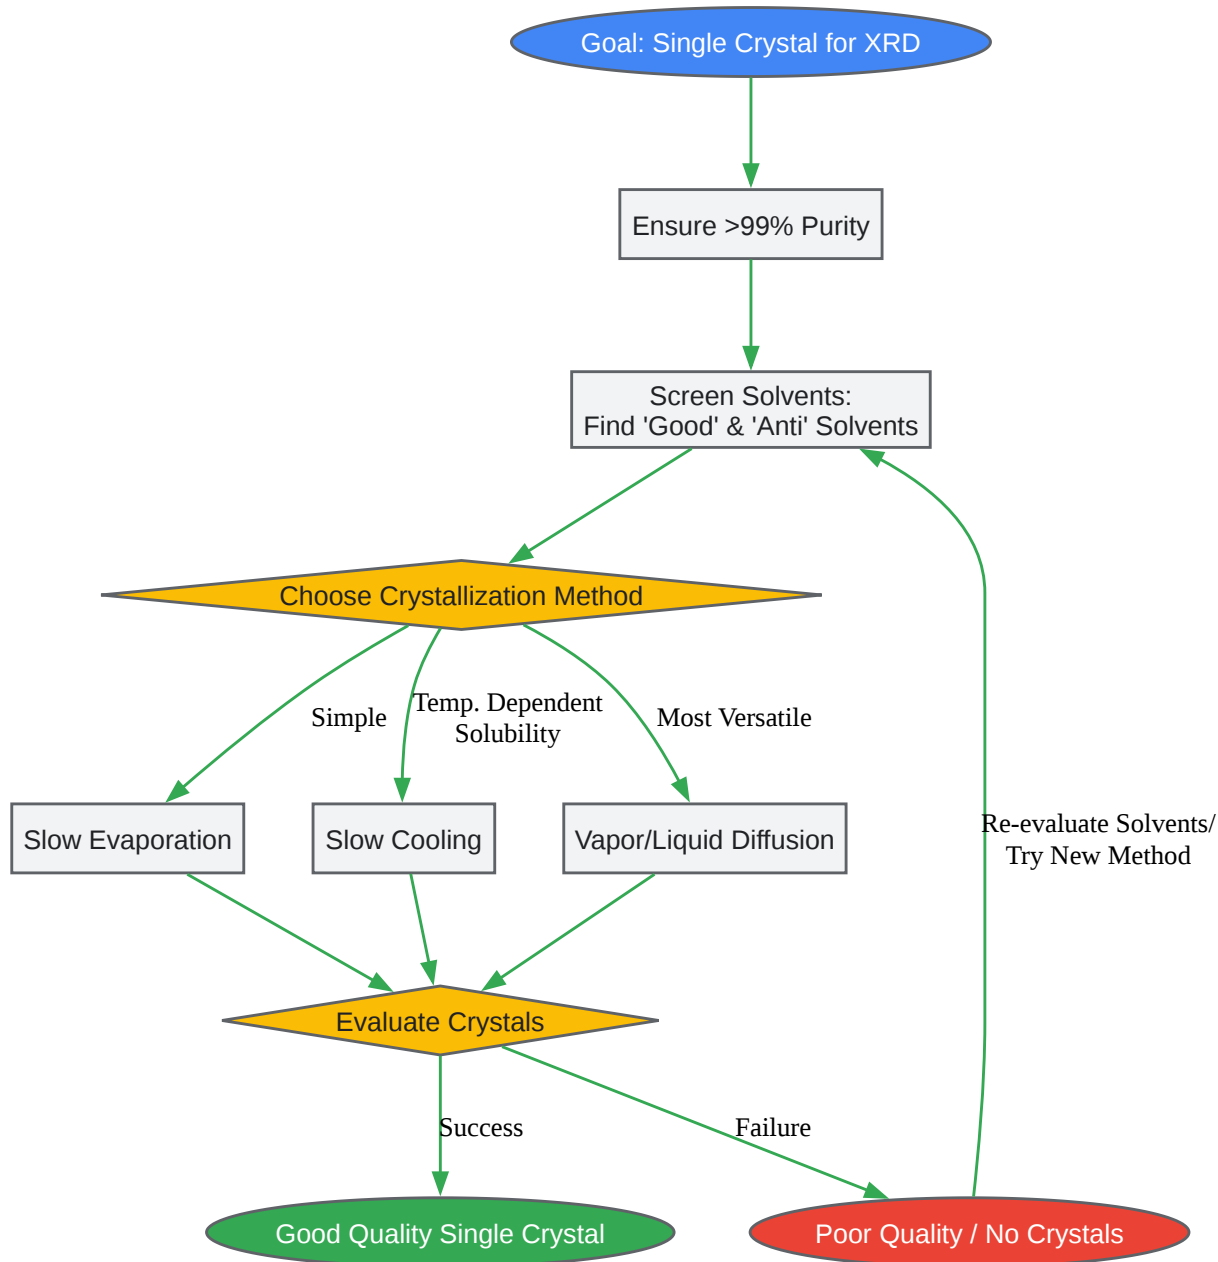 Goal: Single Crystal for XRD
Ensure >99% Purity
Screen Solvents:
Find 'Good' & 'Anti' Solvents
Choose Crystallization Method
Simple
Temp. Dependent
Solubility
Most Versatile
Slow Evaporation
Slow Cooling
Vapor/Liquid Diffusion
Re-evaluate Solvents/
Try New Method
Evaluate Crystals
Success
Failure
Good Quality Single Crystal
Poor Quality / No Crystals